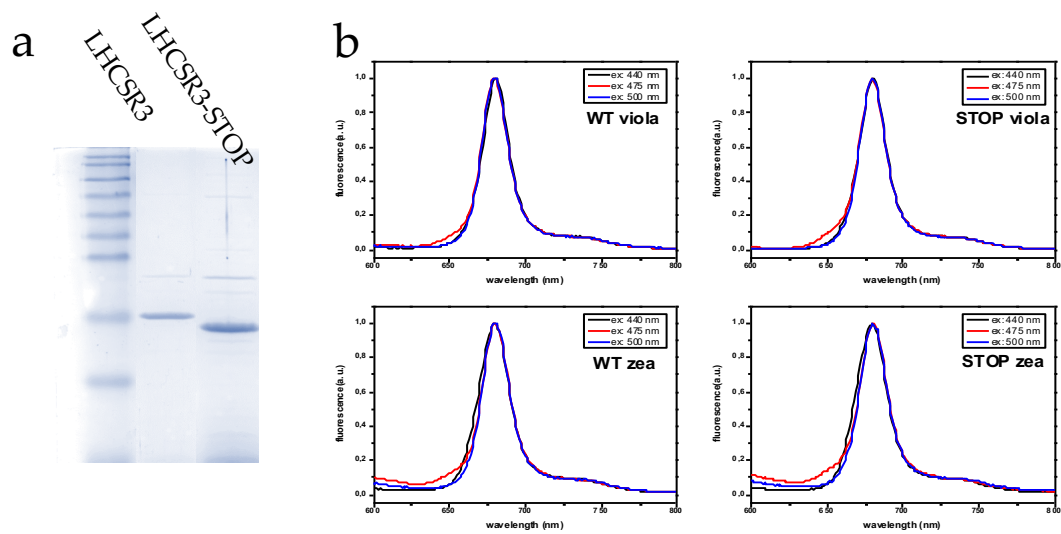 a
LHCSR3
LHCSR3-STOP
b
fluorescence(a.u.)
1,0
0,8
0,6
0,4
0,2
0,0
ex: 440 nm
ex: 475 nm
ex: 500 nm
WT viola
600 650 700 750 800
wavelength (nm)
fluorescence(a.u.)
1,0
0,8
0,6
0,4
0,2
0,0
ex: 440 nm
ex: 475 nm
ex: 500 nm
STOP viola
600 650 700 750 800
wavelength (nm)
fluorescence(a.u.)
1,0
0,8
0,6
0,4
0,2
0,0
ex: 440 nm
ex: 475 nm
ex: 500 nm
WT zea
600 650 700 750 800
wavelength (nm)
fluorescence(a.u.)
1,0
0,8
0,6
0,4
0,2
0,0
ex: 440 nm
ex: 475 nm
ex: 500 nm
STOP zea
600 650 700 750 800
wavelength (nm)